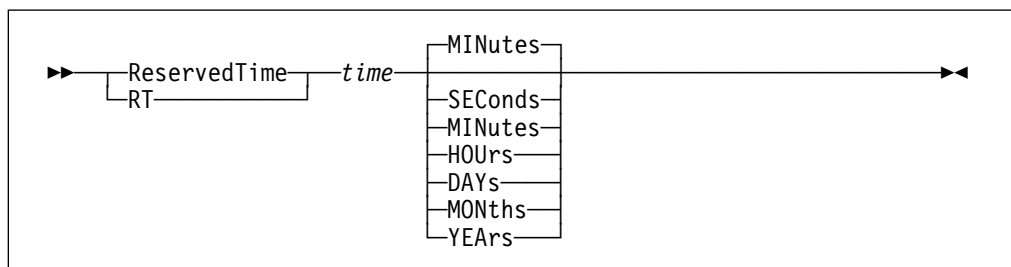 MINutes
ReservedTime time
RT
SEConds
MINutes
HOUrs
DAYs
MONths
YEArs